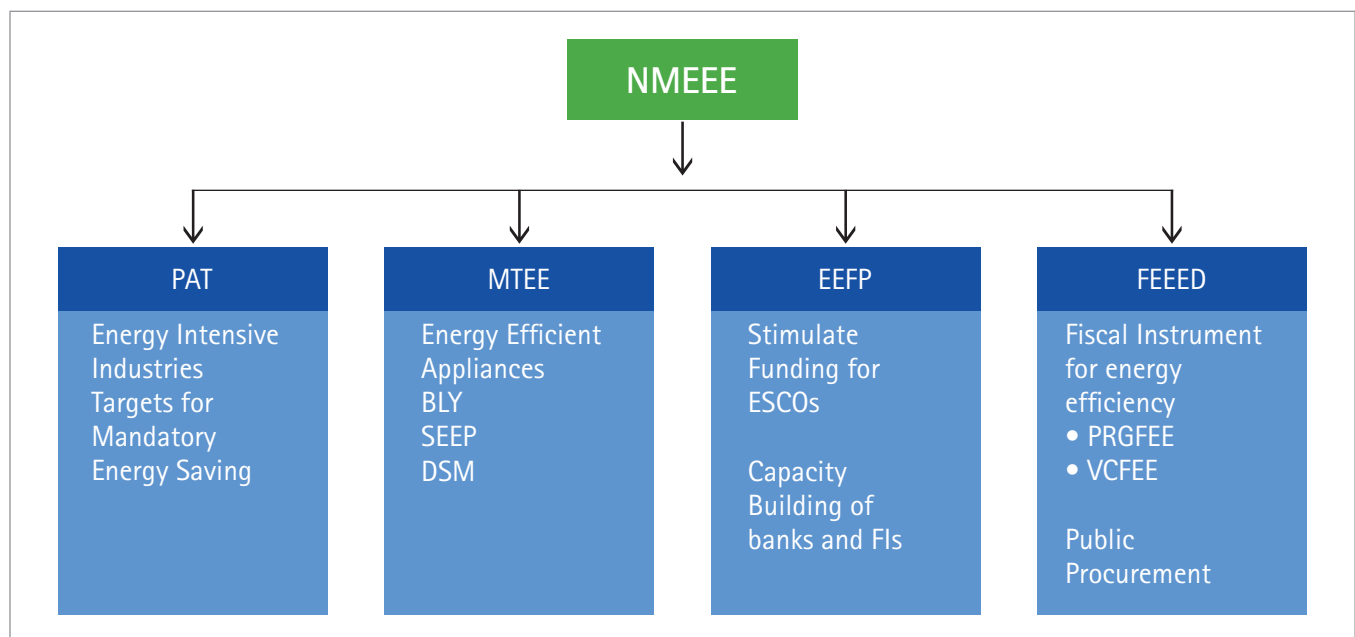 NMEEE
PAT
Energy Intensive
Industries
Targets for
Mandatory
Energy Saving
MTEE
Energy Efficient
Appliances
BLY
SEEP
DSM
EEFP
Stimulate
Funding for
ESCOs
Capacity
Building of
banks and FIs
FEEED
Fiscal Instrument
for energy
efficiency
• PRGFEE
• VCFEE
Public
Procurement